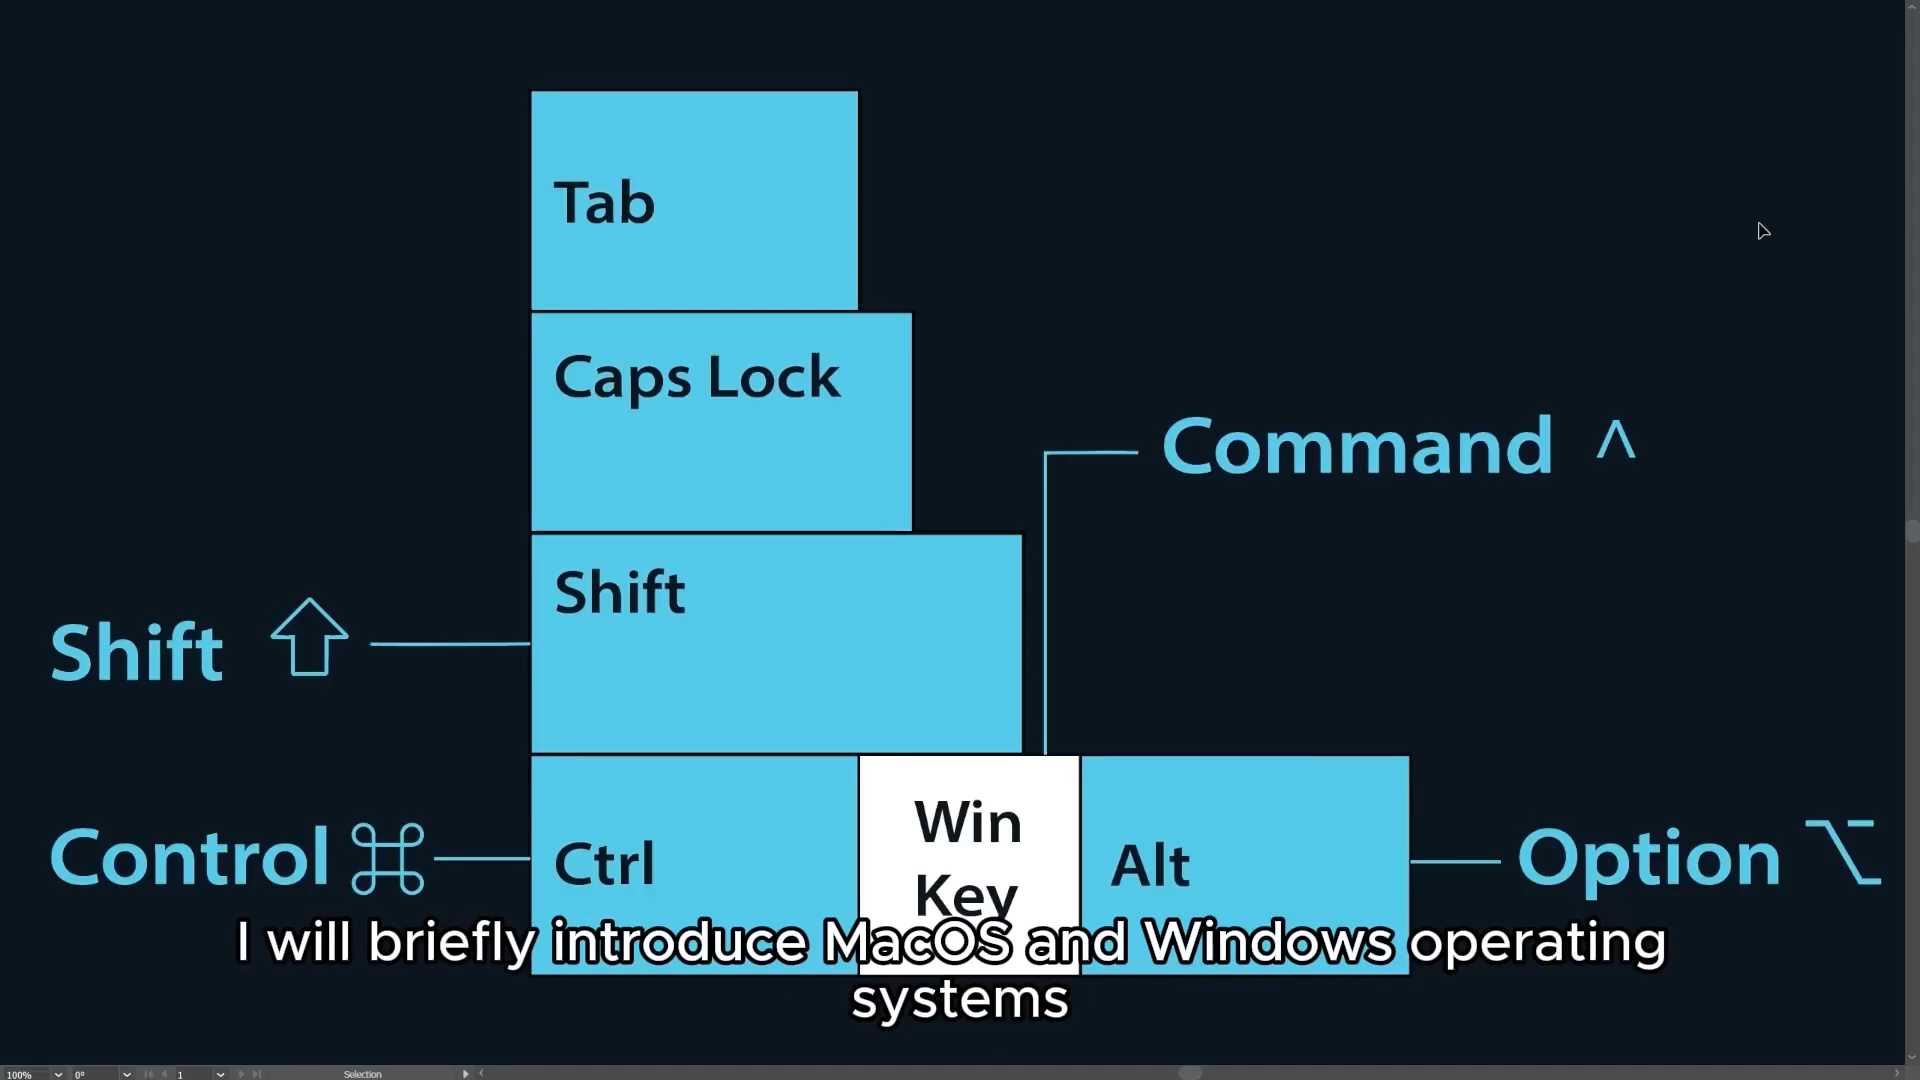 Tab
Caps Lock
Command ^
Shift
Shift ⇧
Control ⌘
Ctrl
Win
Key
Alt
Option ⌥
I will briefly introduce MacOS and Windows operating
systems
100%
0°
1
Selection